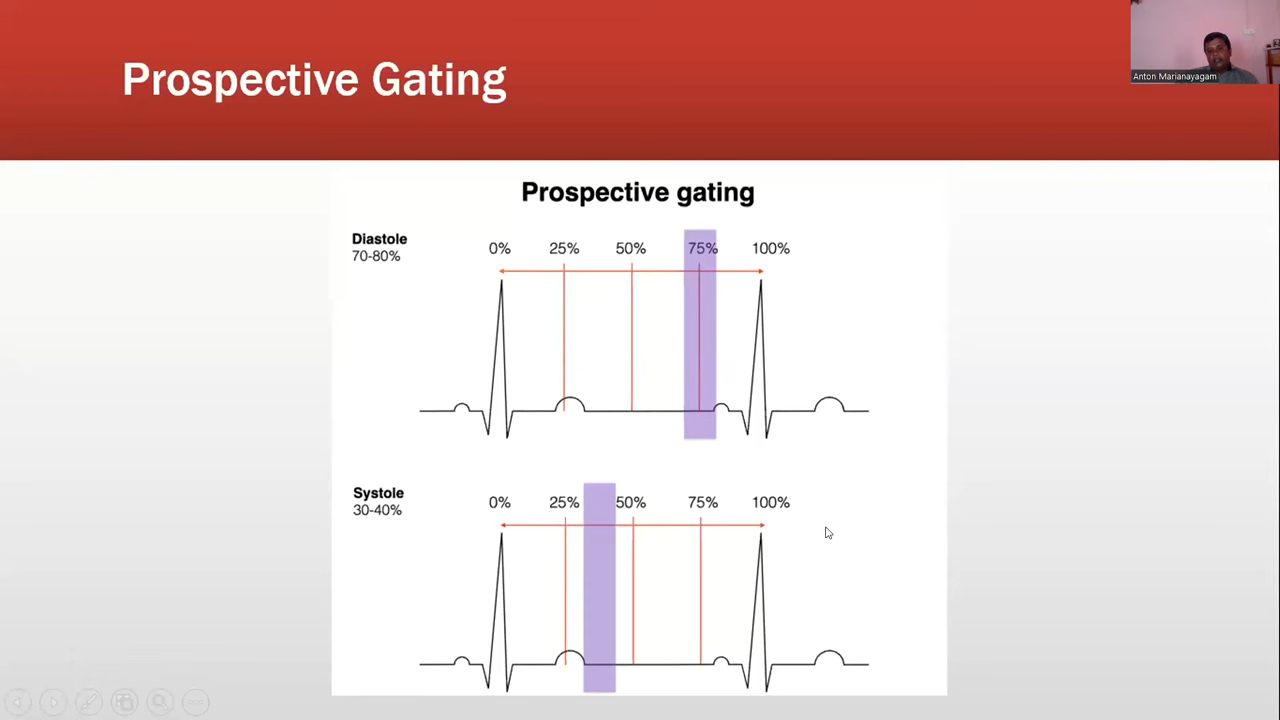 Prospective Gating
Anton Marianayagam
Prospective gating
Diastole
70-80%
0% 25% 50% 75% 100%
Systole
30-40%
0% 25% 50% 75% 100%